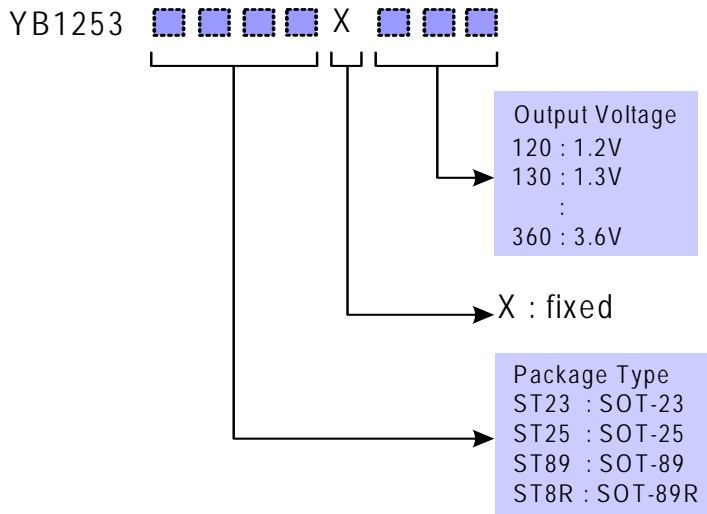 YB1253 X
Output Voltage
120 : 1.2V
130 : 1.3V
:
360 : 3.6V
X : fixed
Package Type
ST23 : SOT-23
ST25 : SOT-25
ST89 : SOT-89
ST8R : SOT-89R